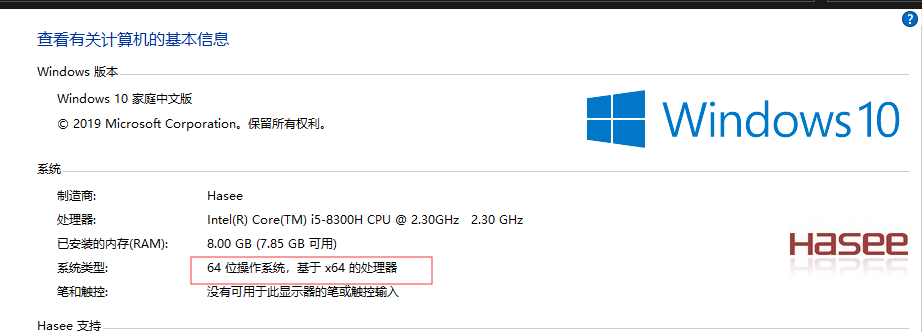 查看有关计算机的基本信息
Windows 版本
Windows 10 家庭中文版
© 2019 Microsoft Corporation。保留所有权利。
Windows 10
系统
制造商: Hasee
处理器: Intel(R) Core(TM) i5-8300H CPU @ 2.30GHz 2.30 GHz
已安装的内存(RAM): 8.00 GB (7.85 GB 可用)
系统类型: 64 位操作系统，基于 x64 的处理器
笔和触控: 没有可用于此显示器的笔或触控输入
Hasee
Hasee 支持